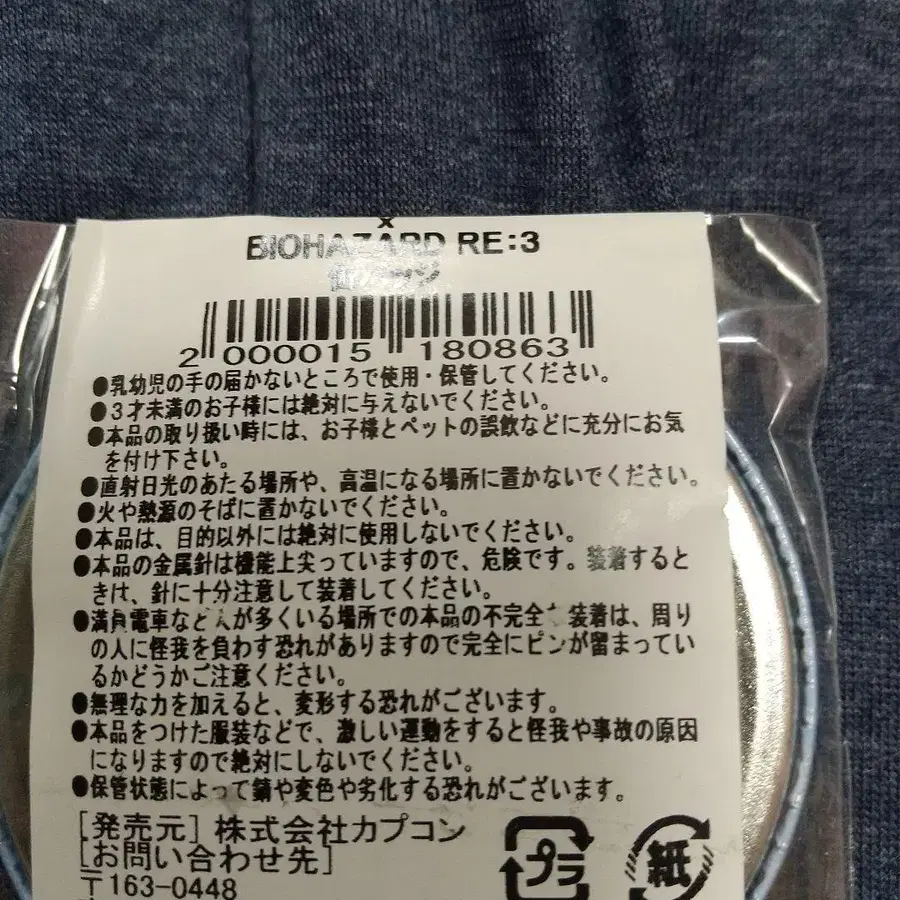 ×
BIOHAZARD RE:3
缶バッジ
2 000015 180863
●乳幼児の手の届かないところで使用・保管してください。
●3才未満のお子様には絶対に与えないでください。
●本品の取り扱い時には、お子様とペットの誤飲などに充分にお気
を付け下さい。
●直射日光のあたる場所や、高温になる場所に置かないでください。
●火や熱源のそばに置かないでください。
●本品は、目的以外には絶対に使用しないでください。
●本品の金属針は機能上尖っていますので、危険です。装着すると
きは、針に十分注意して装着してください。
●満員電車など人が多くいる場所での本品の不完全な装着は、周り
の人に怪我を負わす恐れがありますので完全にピンが留まってい
るかどうかご注意ください。
●無理な力を加えると、変形する恐れがございます。
●本品をつけた服装などで、激しい運動をすると怪我や事故の原因
になりますので絶対にしないでください。
●保管状態によって錆や変色や劣化する恐れがございます。
[発売元] 株式会社カプコン
[お問い合わせ先]
〒163-0448
プラ
紙